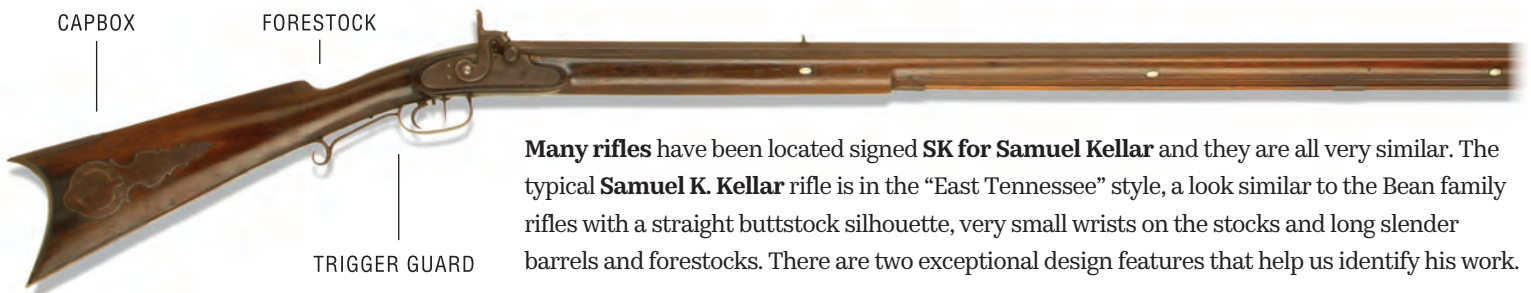 CAPBOX
FORESTOCK
TRIGGER GUARD
Many rifles have been located signed SK for Samuel Kellar and they are all very similar. The
typical Samuel K. Kellar rifle is in the “East Tennessee” style, a look similar to the Bean family
rifles with a straight buttstock silhouette, very small wrists on the stocks and long slender
barrels and forestocks. There are two exceptional design features that help us identify his work.